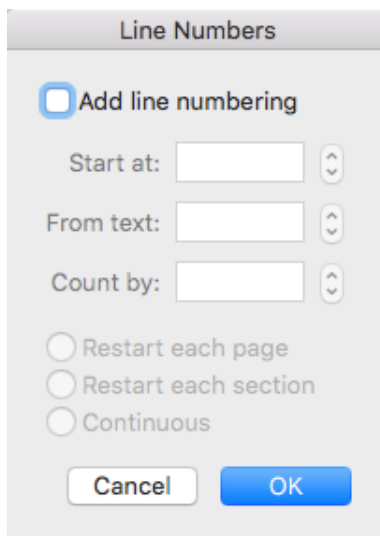 Line Numbers
Add line numbering
Start at:
From text:
Count by:
Restart each page
Restart each section
Continuous
Cancel OK